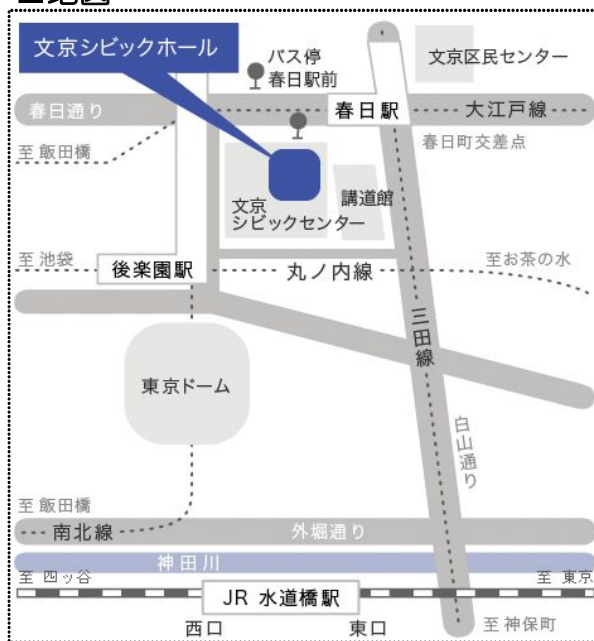 文京シビックホール
バス停
春日駅前
文京区民センター
春日通り
春日駅
大江戸線
至 飯田橋
春日町交差点
講道館
文京
シビックセンター
至 池袋
後楽園駅
丸ノ内線
至お茶の水
三田線
東京ドーム
白山通り
至 飯田橋
南北線
外堀通り
神田川
至 四ッ谷
至 東京
JR 水道橋駅
西口
東口
至 神保町